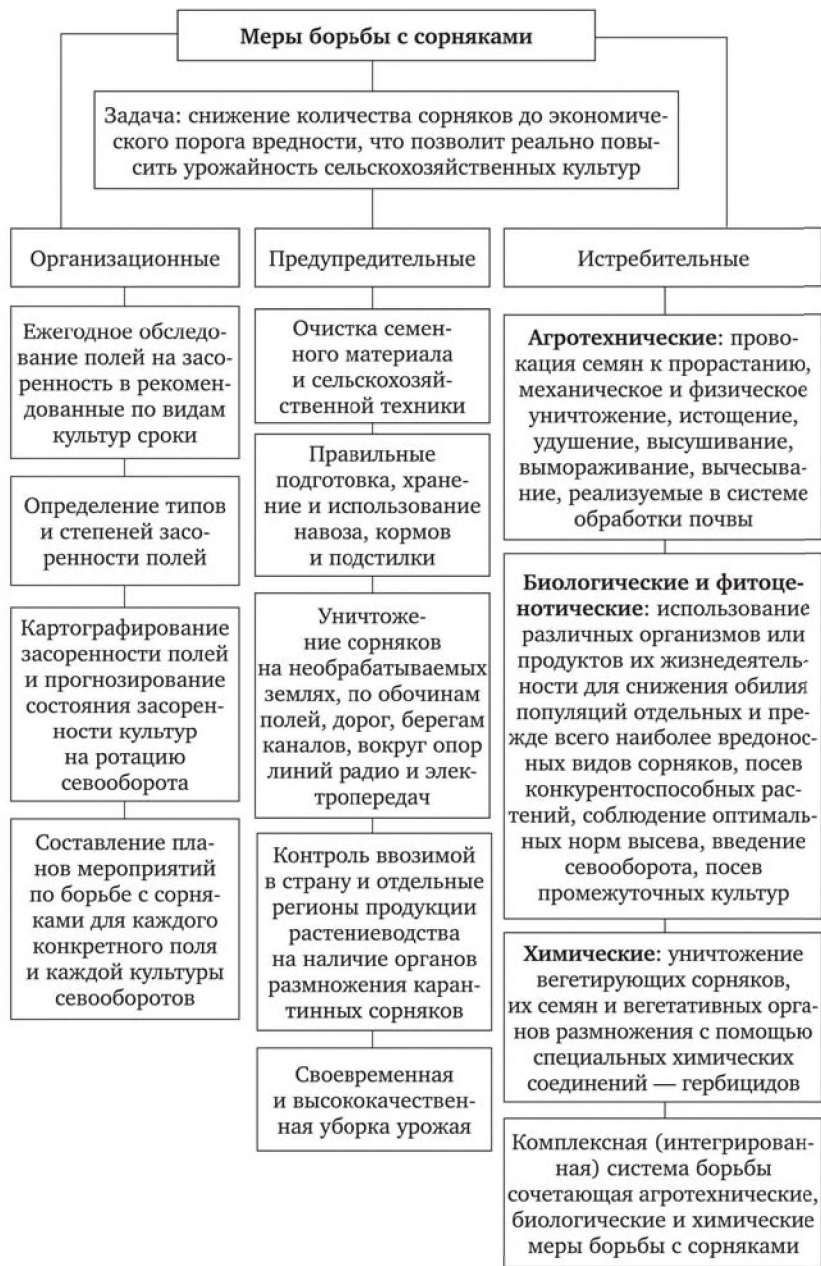 Меры борьбы с сорняками
Задача: снижение количества сорняков до экономиче-
ского порога вредности, что позволит реально повы-
сить урожайность сельскохозяйственных культур
Организационные
Ежегодное обследо-
вание полей на засо-
ренность в рекомен-
дованные по видам
культур сроки
Определение типов
и степеней засо-
ренности полей
Картографирование
засоренности полей
и прогнозирование
состояния засорен-
ности культур
на ротацию
севооборота
Составление пла-
нов мероприятий
по борьбе с сорня-
ками для каждого
конкретного поля
и каждой культуры
севооборотов
Предупредительные
Очистка семен-
ного материала
и сельскохозяй-
ственной техники
Правильные
подготовка, хране-
ние и использование
навоза, кормов
и подстилки
Уничтоже-
ение сорняков
на необрабатываемых
землях, по обочинам
полей, дорог, берегам
каналов, вокруг опор
линий радио и элек-
тропередач
Контроль ввозимой
в страну и отдельные
регионы продукции
растениеводства
на наличие органов
размножения каран-
тинных сорняков
Своевременная
и высококачествен-
ная уборка урожая
Истребительные
Агротехнические: прово-
кация семян к прорастанию,
механическое и физическое
уничтожение, истощение,
удушение, высушивание,
вымораживание, вычесыва-
ние, реализуемые в системе
обработки почвы
Биологические и фитоце-
нотические: использование
различных организмов или
продуктов их жизнедеятель-
ности для снижения обилия
популяций отдельных и пре-
жде всего наиболее вредонос-
ных видов сорняков, посев
конкурентоспособных рас-
тений, соблюдение оптималь-
ных норм высева, введение
севооборота, посев
промежуточных культур
Химические: уничтожение
вегетирующих сорняков,
их семян и вегетативных орга-
нов размножения с помощью
специальных химических
соединений — гербицидов
Комплексная (интегрирован-
ная) система борьбы
сочетающая агротехнические,
биологические и химические
меры борьбы с сорняками